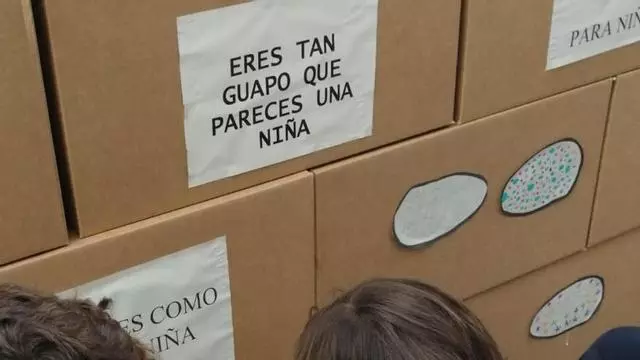 ERES TAN
GUAPO QUE
PARECES UNA
NIÑA
PARA NIÑ
ES COMO
NIÑA